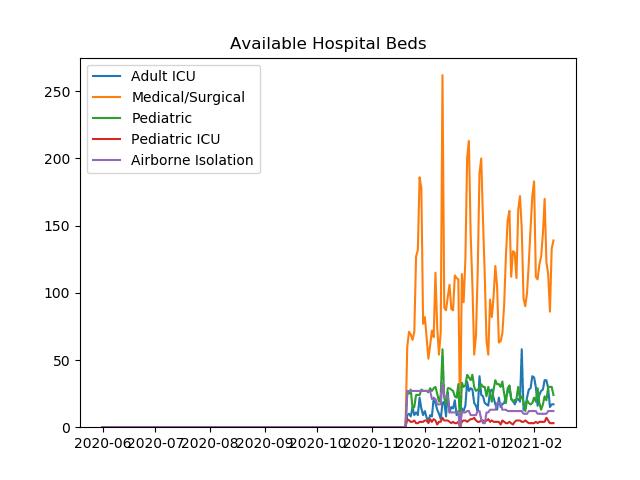 Available Hospital Beds
Adult ICU
Medical/Surgical
Pediatric
Pediatric ICU
Airborne Isolation
250
200
150
100
50
0
2020-06 2020-07 2020-08 2020-09 2020-10 2020-11 2020-12 2021-01 2021-02